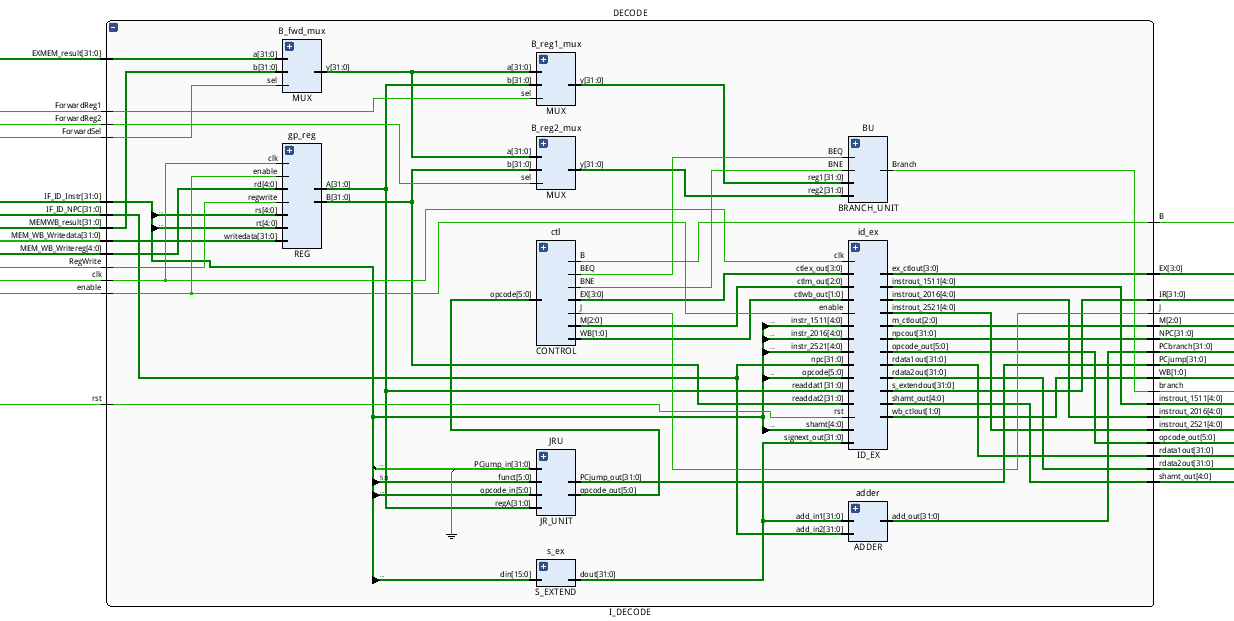 DECODE
EXMEM_result[31:0]
ForwardReg1
ForwardReg2
ForwardSel
IF_ID_Instr[31:0]
IF_ID_NPC[31:0]
MEMWB_result[31:0]
MEM_WB_Writedata[31:0]
MEM_WB_Writereg[4:0]
RegWrite
clk
enable
rst
B_fwd_mux
a[31:0]
b[31:0]
sel
y[31:0]
MUX
gp_reg
clk
enable
rd[4:0]
regwrite
rs[4:0]
rt[4:0]
writedata[31:0]
A[31:0]
B[31:0]
REG
B_reg1_mux
a[31:0]
b[31:0]
sel
y[31:0]
MUX
B_reg2_mux
a[31:0]
b[31:0]
sel
y[31:0]
MUX
ctl
opcode[5:0]
B
BEQ
BNE
EX[3:0]
J
M[2:0]
WB[1:0]
CONTROL
JRU
PCjump_in[31:0]
funct[5:0]
opcode_in[5:0]
regA[31:0]
PCjump_out[31:0]
opcode_out[5:0]
JR_UNIT
s_ex
din[15:0]
dout[31:0]
S_EXTEND
BU
BEQ
BNE
reg1[31:0]
reg2[31:0]
Branch
BRANCH_UNIT
id_ex
clk
ctlex_out[3:0]
ctlm_out[2:0]
ctlwb_out[1:0]
enable
instr_1511[4:0]
instr_2016[4:0]
instr_2521[4:0]
npc[31:0]
opcode[5:0]
readdat1[31:0]
readdat2[31:0]
rst
shamt[4:0]
signext_out[31:0]
ex_ctlout[3:0]
instrout_1511[4:0]
instrout_2016[4:0]
instrout_2521[4:0]
m_ctlout[2:0]
npcout[31:0]
opcode_out[5:0]
rdata1out[31:0]
rdata2out[31:0]
s_extendout[31:0]
shamt_out[4:0]
wb_ctlout[1:0]
ID_EX
adder
add_in1[31:0]
add_in2[31:0]
add_out[31:0]
ADDER
B
EX[3:0]
IR[31:0]
J
M[2:0]
NPC[31:0]
PCbranch[31:0]
PCjump[31:0]
WB[1:0]
branch
instrout_1511[4:0]
instrout_2016[4:0]
instrout_2521[4:0]
opcode_out[5:0]
rdata1out[31:0]
rdata2out[31:0]
shamt_out[4:0]
I_DECODE